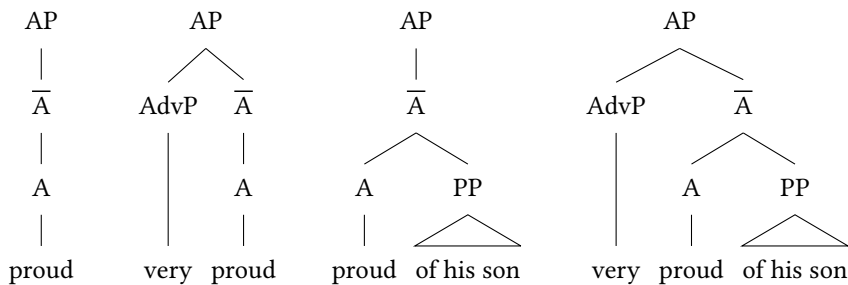 AP AP AP AP
A̅ AdvP A̅ A̅ AdvP A̅
A A A PP A PP
proud very proud proud of his son very proud of his son